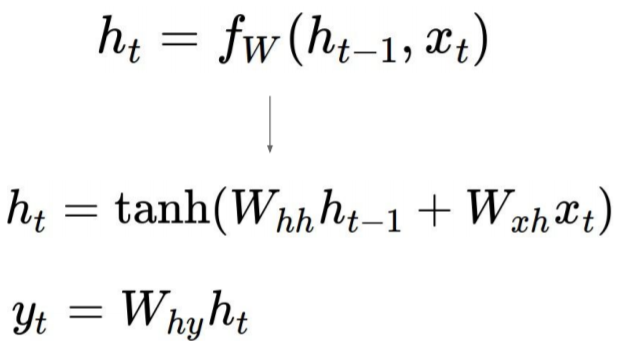 h_t = f_W(h_{t-1}, x_t)
h_t = tanh(W_{hh}h_{t-1} + W_{xh}x_t)
y_t = W_{hy}h_t